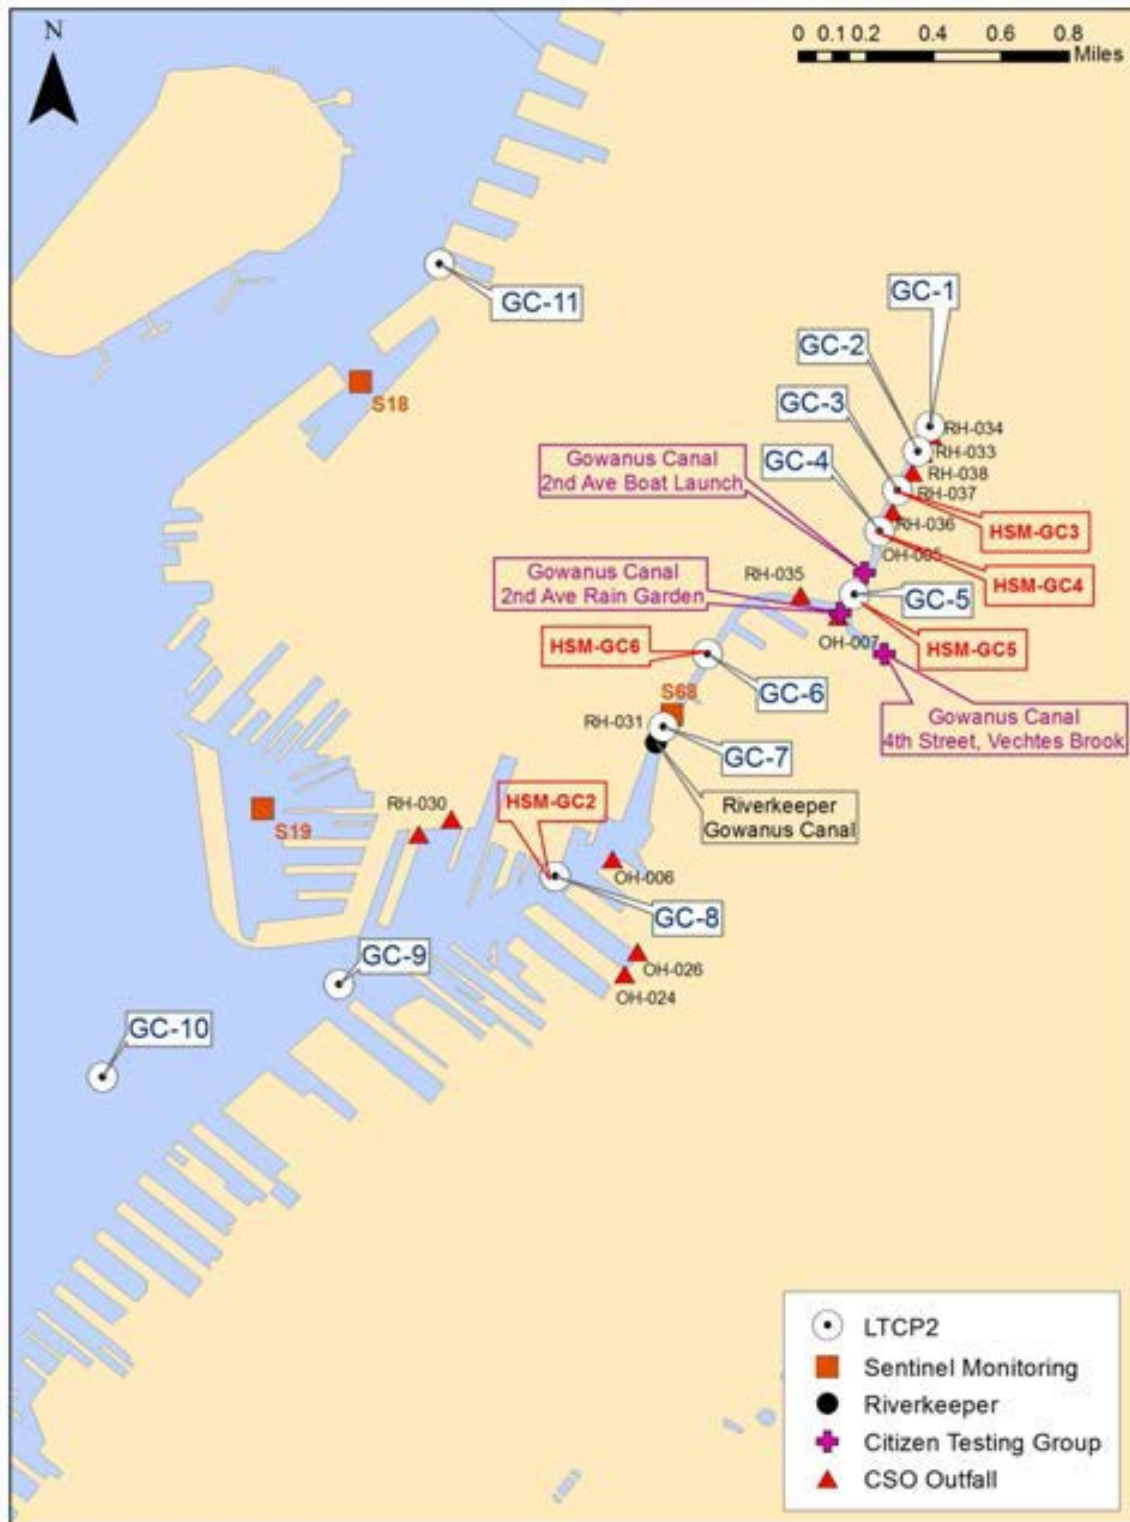 N
0 0.1 0.2 0.4 0.6 0.8
Miles
GC-11
GC-1
GC-2
GC-3
S18
RH-034
RH-033
GC-4
Gowanus Canal
2nd Ave Boat Launch
RH-038
RH-037
RH-036
HSM-GC3
OH-005
Gowanus Canal
2nd Ave Rain Garden
RH-035
HSM-GC4
GC-5
OH-007
HSM-GC5
HSM-GC6
GC-6
S68
RH-031
Gowanus Canal
4th Street, Vechtes Brook
GC-7
RH-030
HSM-GC2
Riverkeeper
Gowanus Canal
S19
OH-006
GC-8
GC-9
OH-026
OH-024
GC-10
LTCP2
Sentinel Monitoring
Riverkeeper
Citizen Testing Group
CSO Outfall